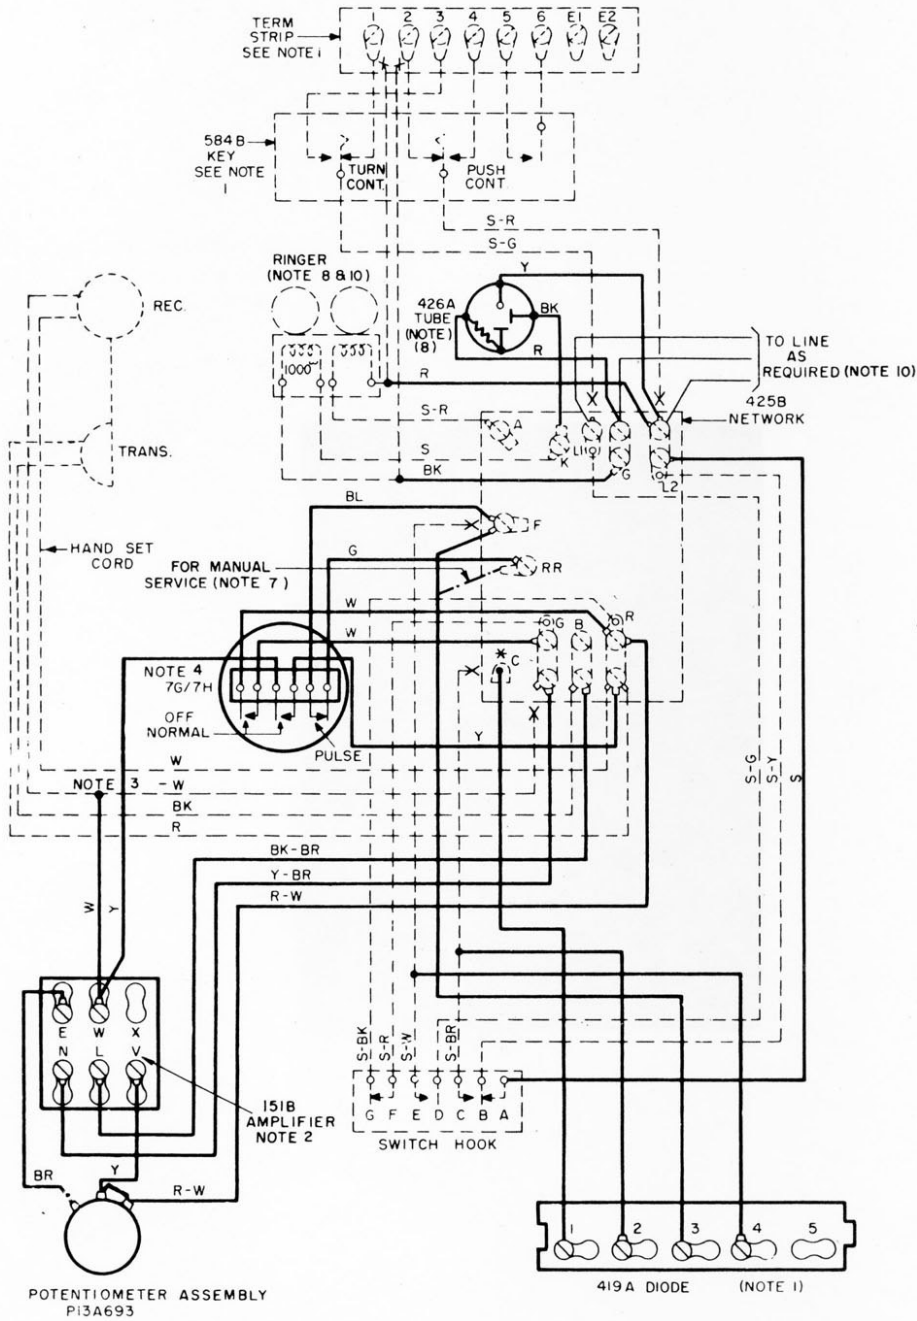 TERM
STRIP
SEE NOTE 1
1 2 3 4 5 6 E1 E2
584B
KEY
SEE NOTE
1
TURN
CONT.
PUSH
CONT.
S-R
S-G
RINGER
(NOTE 8 & 10)
REC.
1000~
426A
TUBE
(NOTE)
(8)
Y
BK
R
R
TO LINE
AS
REQUIRED (NOTE 10)
425B
NETWORK
S-R
A
TRANS.
S
K
L1
G
L2
BK
BL
F
HAND SET
CORD
FOR MANUAL
SERVICE (NOTE 7)
G
RR
W
W
G
B
R
NOTE 4
7G/7H
*
C
OFF
NORMAL
PULSE
Y
W
NOTE 3 -W
BK
R
S-G
S-Y
S
BK-BR
Y-BR
R-W
W
Y
E W X
N L V
S-BK
S-R
S-W
S-BR
G F E D C B A
SWITCH HOOK
151B
AMPLIFIER
NOTE 2
BR
Y
R-W
1 2 3 4 5
419A DIODE (NOTE 1)
POTENTIOMETER ASSEMBLY
P13A693